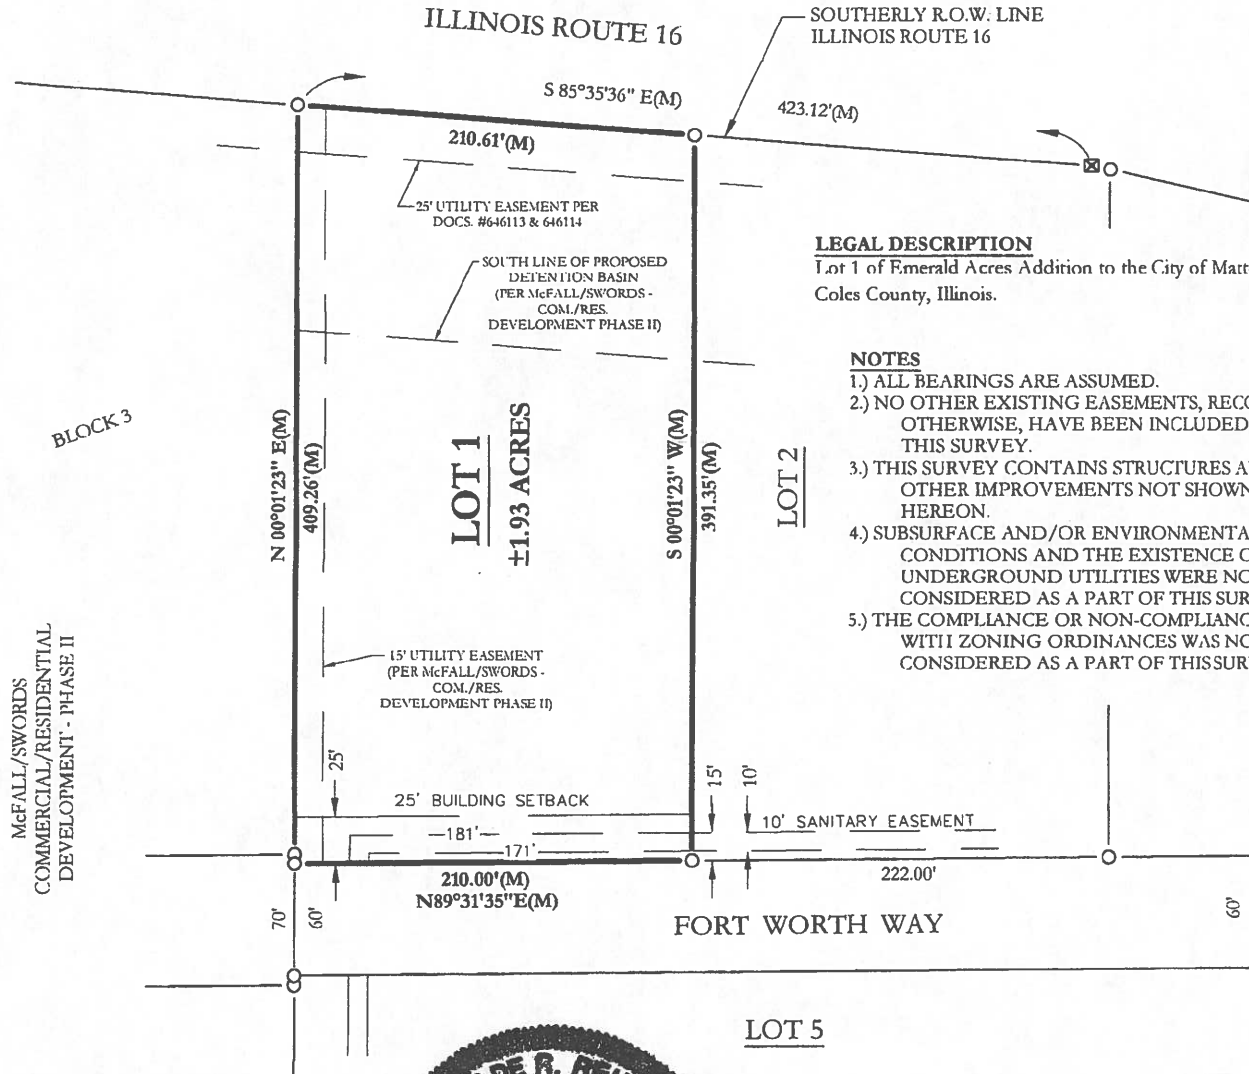 ILLINOIS ROUTE 16
SOUTHERLY R.O.W. LINE
ILLINOIS ROUTE 16
S 85°35'36" E(M)
423.12'(M)
210.61'(M)
25' UTILITY EASEMENT PER
DOCS. #646113 & 646114
SOUTH LINE OF PROPOSED
DETENTION BASIN
(PER McFALL/SWORDS -
COM./RES.
DEVELOPMENT PHASE II)
LEGAL DESCRIPTION
Lot 1 of Emerald Acres Addition to the City of Matt
Coles County, Illinois.
NOTES
1.) ALL BEARINGS ARE ASSUMED.
2.) NO OTHER EXISTING EASEMENTS, RECO
OTHERWISE, HAVE BEEN INCLUDED
THIS SURVEY.
3.) THIS SURVEY CONTAINS STRUCTURES A
OTHER IMPROVEMENTS NOT SHOWN
HEREON.
4.) SUBSURFACE AND/OR ENVIRONMENTA
CONDITIONS AND THE EXISTENCE O
UNDERGROUND UTILITIES WERE NO
CONSIDERED AS A PART OF THIS SUR
5.) THE COMPLIANCE OR NON-COMPLIANC
WITH ZONING ORDINANCES WAS NO
CONSIDERED AS A PART OF THIS SUR
BLOCK 3
N 00°01'23" E(M)
409.26'(M)
LOT 1
±1.93 ACRES
S 00°01'23" W(M)
391.35'(M)
LOT 2
15' UTILITY EASEMENT
(PER McFALL/SWORDS -
COM./RES.
DEVELOPMENT PHASE II)
McFALL/SWORDS
COMMERCIAL/RESIDENTIAL
DEVELOPMENT - PHASE II
25'
25' BUILDING SETBACK
15'
10'
10' SANITARY EASEMENT
181'
171'
210.00'(M)
N89°31'35"E(M)
222.00'
70'
60'
FORT WORTH WAY
60'
LOT 5
R.